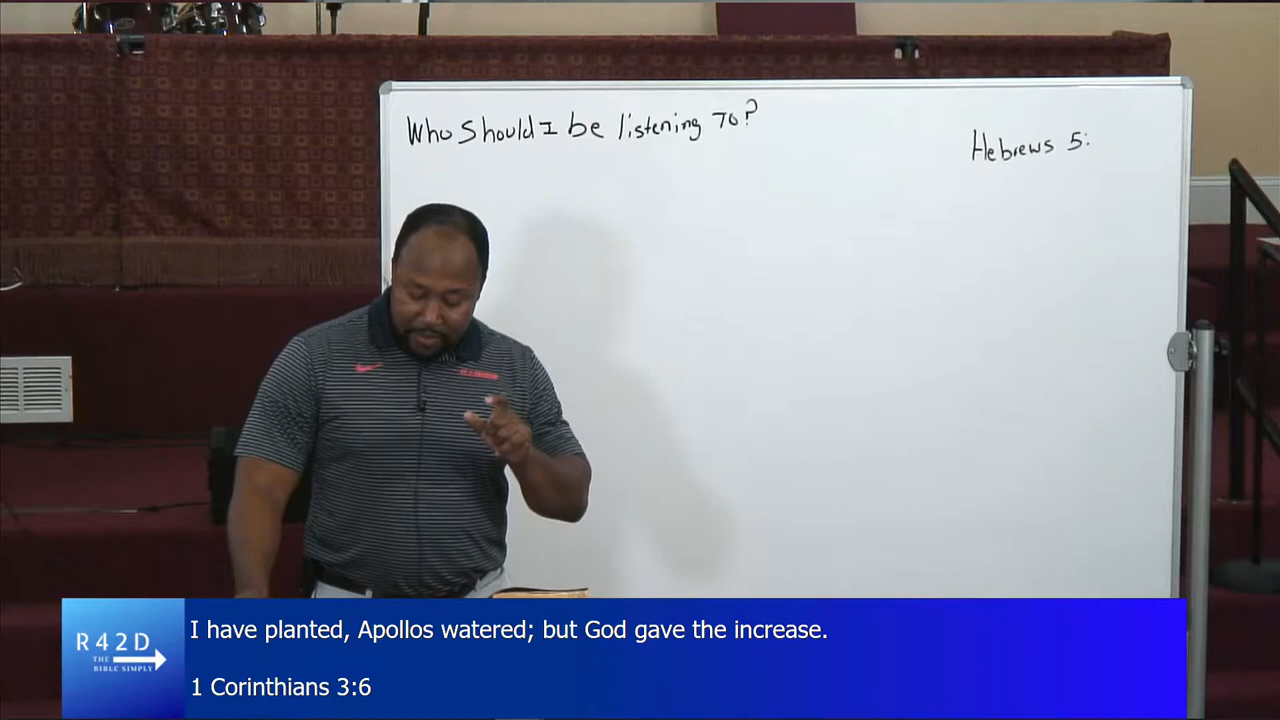 Who Should I be listening To?
Hebrews 5:
R42D
THE
BIBLE SIMPLY
I have planted, Apollos watered; but God gave the increase.
1 Corinthians 3:6